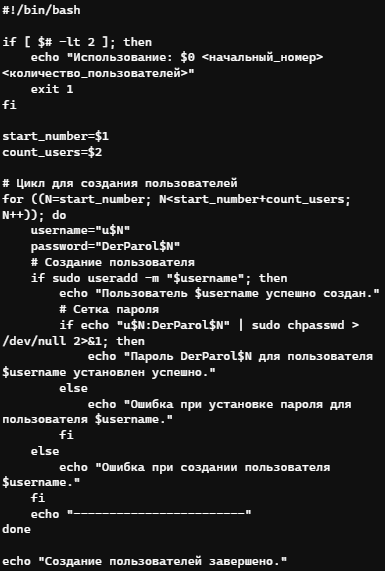 #!/bin/bash

if [ $# -lt 2 ]; then
    echo "Использование: $0 <начальный_номер>
<количество_пользователей>"
    exit 1
fi

start_number=$1
count_users=$2

# Цикл для создания пользователей
for ((N=start_number; N<start_number+count_users;
N++)); do
    username="u$N"
    password="DerParol$N"
    # Создание пользователя
    if sudo useradd -m "$username"; then
        echo "Пользователь $username успешно создан."
        # Сетка пароля
        if echo "u$N:DerParol$N" | sudo chpasswd >
/dev/null 2>&1; then
            echo "Пароль DerParol$N для пользователя
$username установлен успешно."
        else
            echo "Ошибка при установке пароля для
пользователя $username."
        fi
    else
        echo "Ошибка при создании пользователя
$username."
    fi
    echo "------------------------"
done

echo "Создание пользователей завершено."